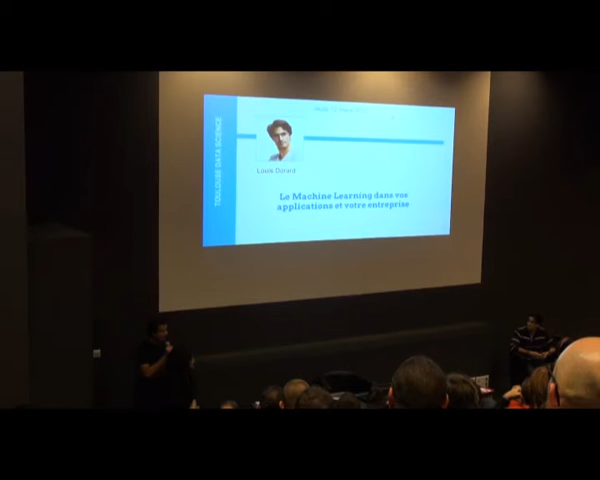 TOULOUSE DATA SCIENCE
Louis Dorard
Le Machine Learning dans vos
applications et votre entreprise